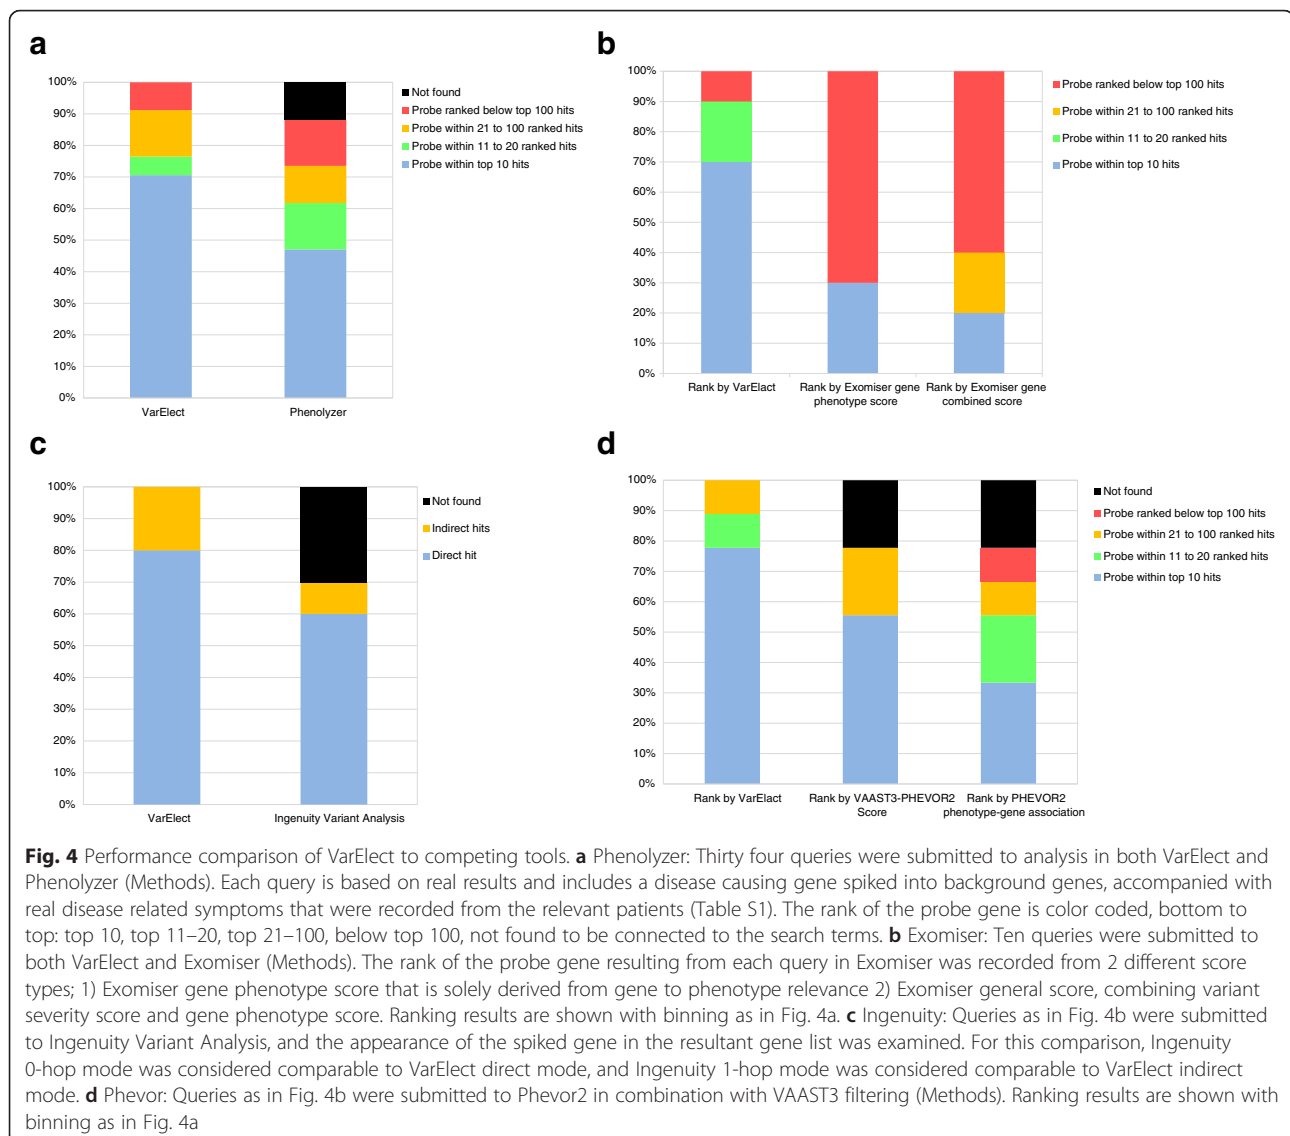 a
100%
90%
80%
70%
60%
50%
40%
30%
20%
10%
0%
VarElect
Phenolyzer
Not found
Probe ranked below top 100 hits
Probe within 21 to 100 ranked hits
Probe within 11 to 20 ranked hits
Probe within top 10 hits
b
100%
90%
80%
70%
60%
50%
40%
30%
20%
10%
0%
Rank by VarElact
Rank by Exomiser gene
phenotype score
Rank by Exomiser gene
combined score
Probe ranked below top 100 hits
Probe within 21 to 100 ranked hits
Probe within 11 to 20 ranked hits
Probe within top 10 hits
c
100%
90%
80%
70%
60%
50%
40%
30%
20%
10%
0%
VarElect
Ingenuity Variant Analysis
Not found
Indirect hits
Direct hit
d
100%
90%
80%
70%
60%
50%
40%
30%
20%
10%
0%
Rank by VarElact
Rank by VAAST3-PHEVOR2
Score
Rank by PHEVOR2
phenotype-gene association
Not found
Probe ranked below top 100 hits
Probe within 21 to 100 ranked hits
Probe within 11 to 20 ranked hits
Probe within top 10 hits
Fig. 4 Performance comparison of VarElect to competing tools. a Phenolyzer: Thirty four queries were submitted to analysis in both VarElect and
Phenolyzer (Methods). Each query is based on real results and includes a disease causing gene spiked into background genes, accompanied with
real disease related symptoms that were recorded from the relevant patients (Table S1). The rank of the probe gene is color coded, bottom to
top: top 10, top 11–20, top 21–100, below top 100, not found to be connected to the search terms. b Exomiser: Ten queries were submitted to
both VarElect and Exomiser (Methods). The rank of the probe gene resulting from each query in Exomiser was recorded from 2 different score
types; 1) Exomiser gene phenotype score that is solely derived from gene to phenotype relevance 2) Exomiser general score, combining variant
severity score and gene phenotype score. Ranking results are shown with binning as in Fig. 4a. c Ingenuity: Queries as in Fig. 4b were submitted
to Ingenuity Variant Analysis, and the appearance of the spiked gene in the resultant gene list was examined. For this comparison, Ingenuity
0-hop mode was considered comparable to VarElect direct mode, and Ingenuity 1-hop mode was considered comparable to VarElect indirect
mode. d Phevor: Queries as in Fig. 4b were submitted to Phevor2 in combination with VAAST3 filtering (Methods). Ranking results are shown with
binning as in Fig. 4a